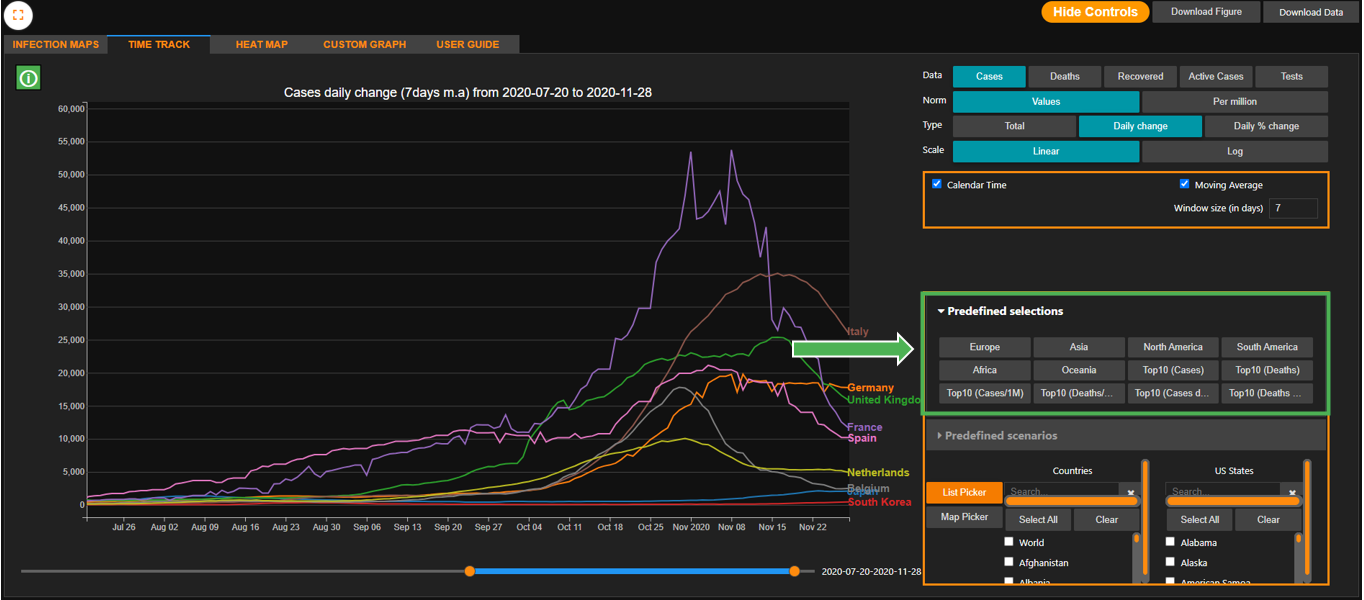 Hide Controls
Download Figure
Download Data
INFECTION MAPS
TIME TRACK
HEAT MAP
CUSTOM GRAPH
USER GUIDE
Cases daily change (7days m.a) from 2020-07-20 to 2020-11-28
60,000
55,000
50,000
45,000
40,000
35,000
30,000
25,000
20,000
15,000
10,000
5,000
0
Italy
Germany
United Kingdo
France
Spain
Netherlands
Belgium
Japan
South Korea
Jul 26
Aug 02
Aug 09
Aug 16
Aug 23
Aug 30
Sep 06
Sep 13
Sep 20
Sep 27
Oct 04
Oct 11
Oct 18
Oct 25
Nov 2020
Nov 08
Nov 15
Nov 22
2020-07-20-2020-11-28
Data
Cases
Deaths
Recovered
Active Cases
Tests
Norm
Values
Per million
Type
Total
Daily change
Daily % change
Scale
Linear
Log
Calendar Time
Moving Average
Window size (in days)
7
Predefined selections
Europe
Asia
North America
South America
Africa
Oceania
Top10 (Cases)
Top10 (Deaths)
Top10 (Cases/1M)
Top10 (Deaths/...
Top10 (Cases d...
Top10 (Deaths ...
Predefined scenarios
List Picker
Map Picker
Countries
Search...
Select All
Clear
World
Afghanistan
Albania
US States
Search...
Select All
Clear
Alabama
Alaska
American Samoa